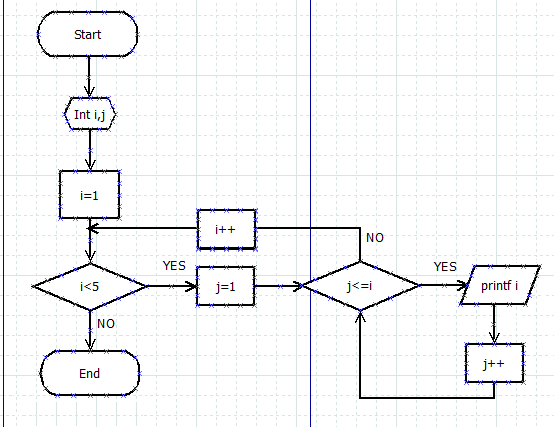 Start
Int i,j
i=1
i++
NO
i<5
YES
j=1
j<=i
YES
printf i
NO
j++
End